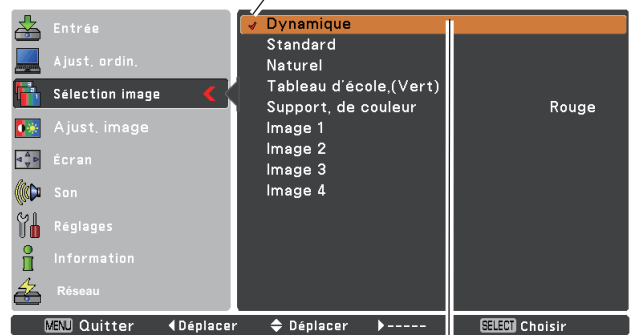 Entrée
Ajust. ordin.
Sélection image
Ajust. image
Écran
Son
Réglages
Information
Réseau
Dynamique
Standard
Naturel
Tableau d'école.(Vert)
Support. de couleur Rouge
Image 1
Image 2
Image 3
Image 4
MENU Quitter Déplacer Déplacer ----- SELECT Choisir